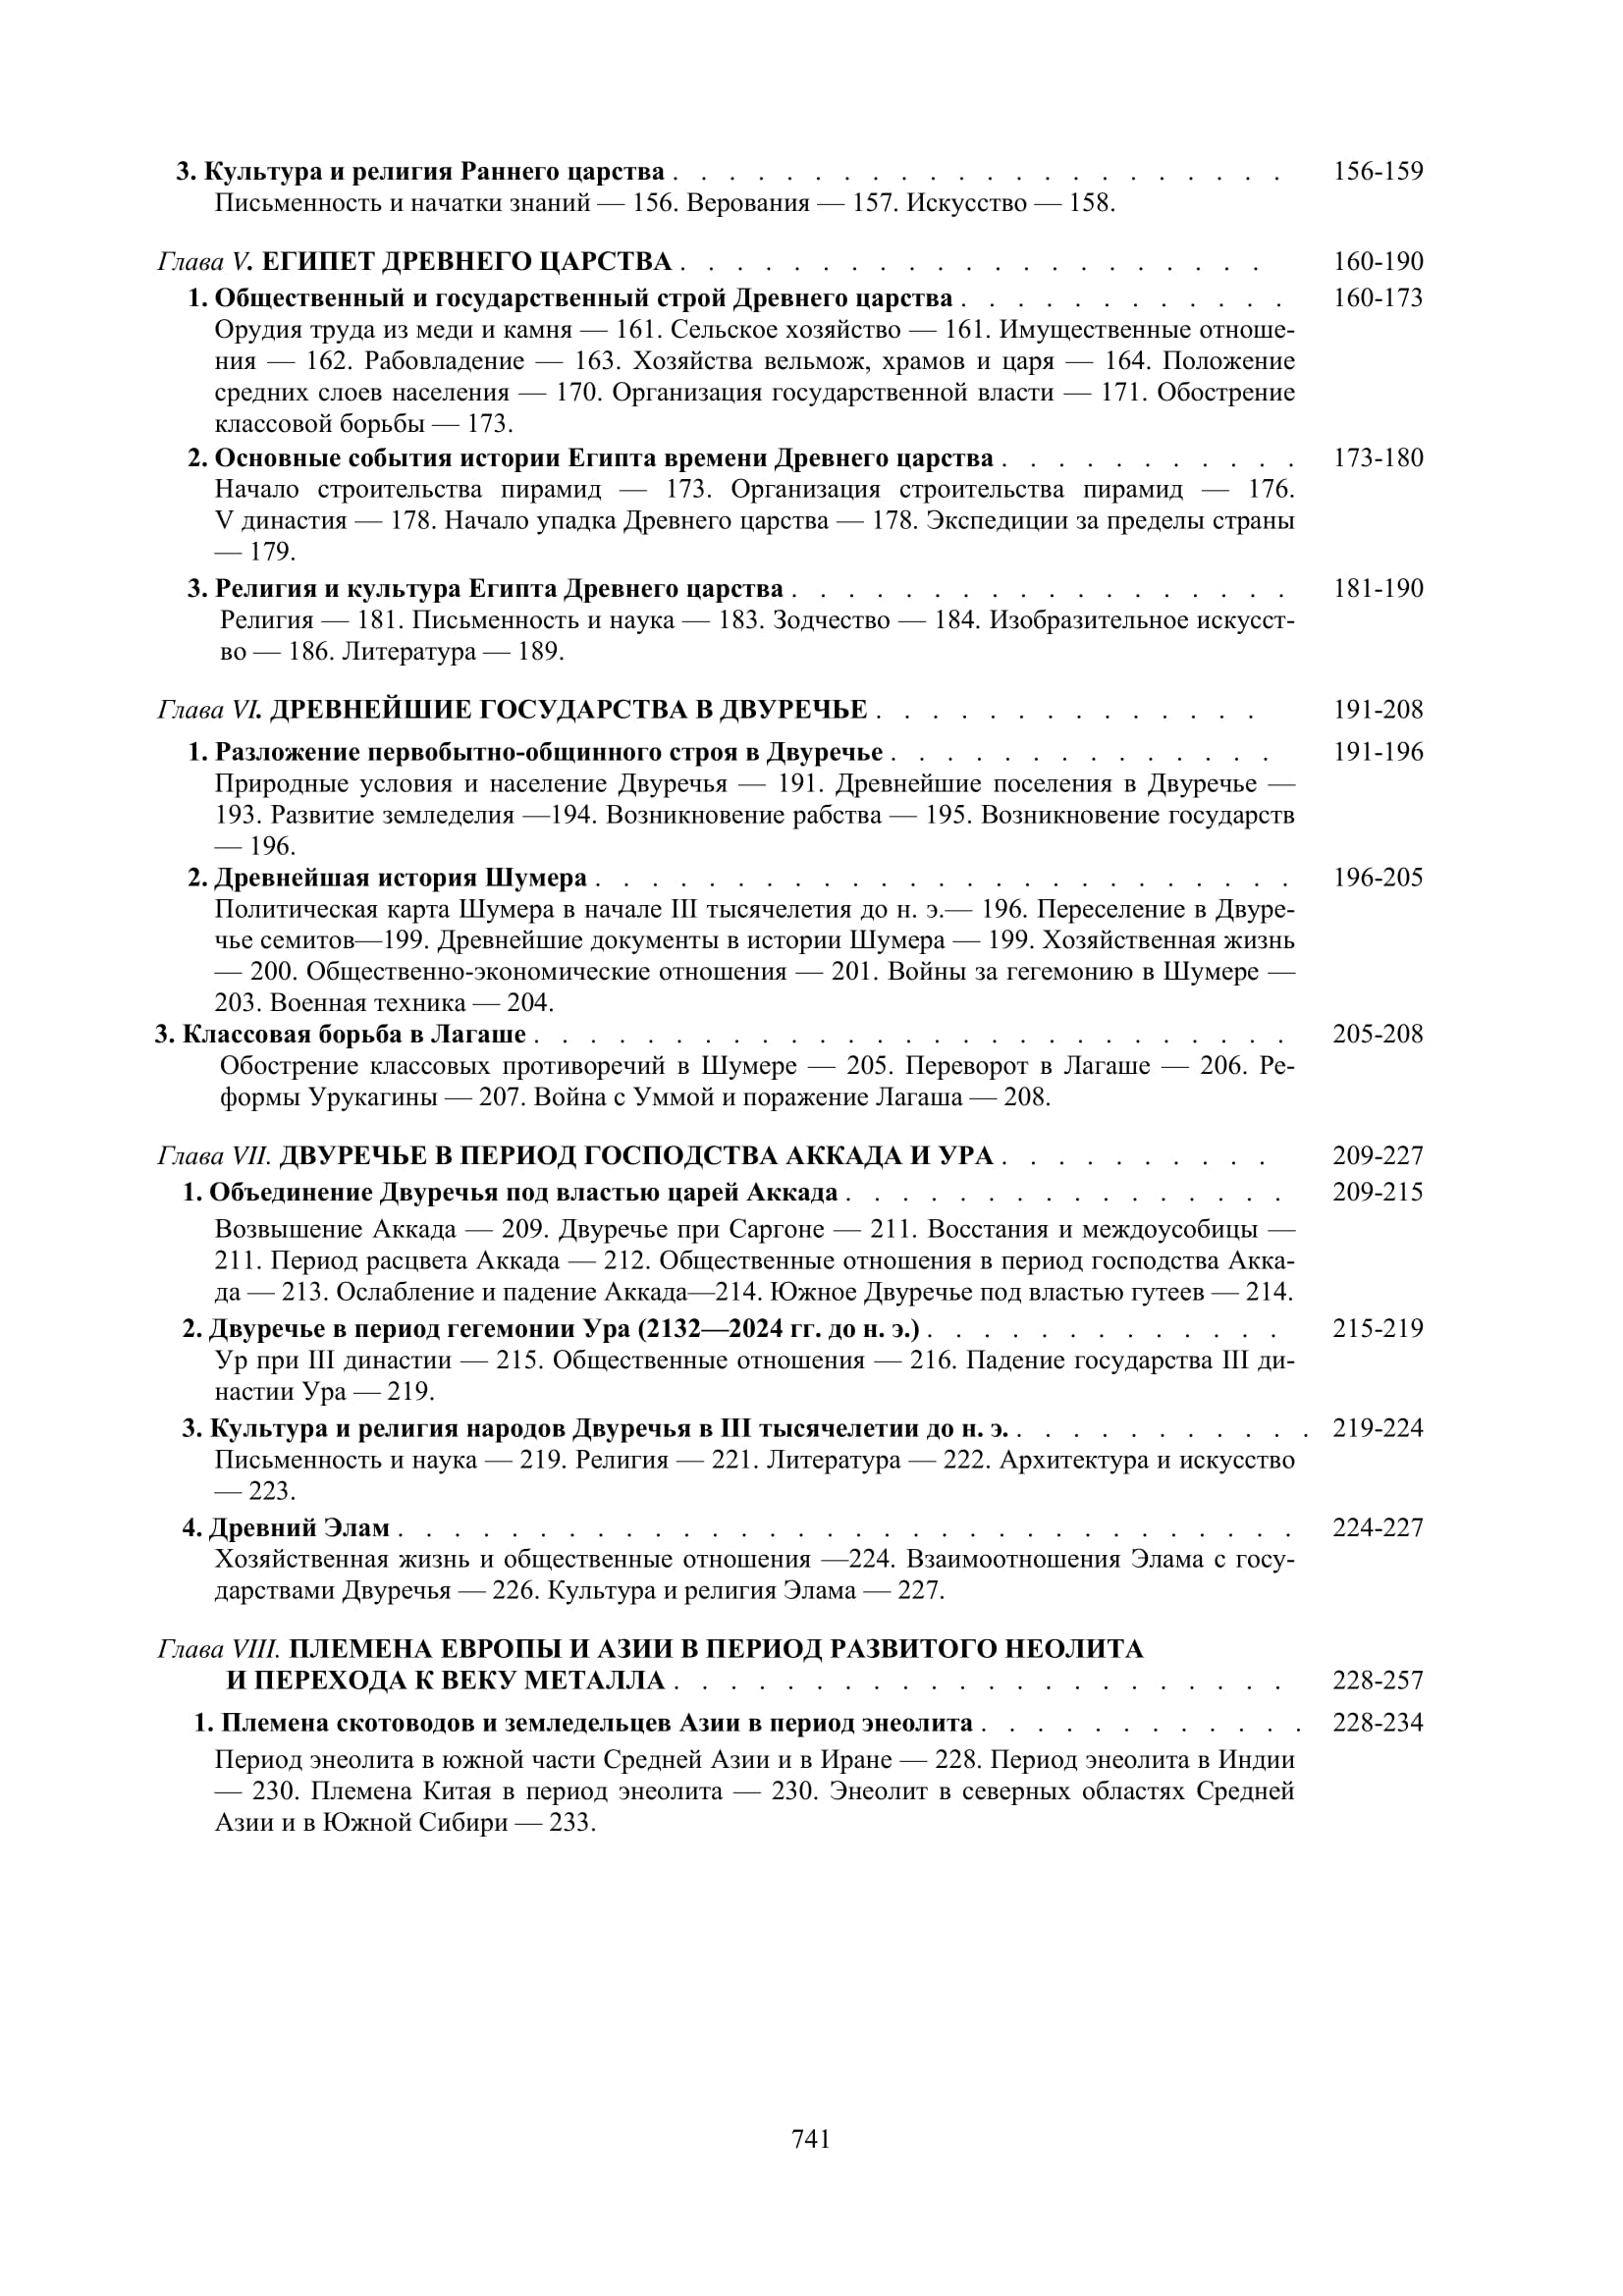 3. Культура и религия Раннего царства . . . . . . . . . . . . . . . . . . . . . . 156-159
Письменность и начатки знаний — 156. Верования — 157. Искусство — 158.
Глава V. ЕГИПЕТ ДРЕВНЕГО ЦАРСТВА . . . . . . . . . . . . . . . . . . . . . 160-190
1. Общественный и государственный строй Древнего царства . . . . . . . . . . . . 160-173
Орудия труда из меди и камня — 161. Сельское хозяйство — 161. Имущественные отноше-
ния — 162. Рабовладение — 163. Хозяйства вельмож, храмов и царя — 164. Положение
средних слоев населения — 170. Организация государственной власти — 171. Обострение
классовой борьбы — 173.
2. Основные события истории Египта времени Древнего царства . . . . . . . . . . . 173-180
Начало строительства пирамид — 173. Организация строительства пирамид — 176.
V династия — 178. Начало упадка Древнего царства — 178. Экспедиции за пределы страны
— 179.
3. Религия и культура Египта Древнего царства . . . . . . . . . . . . . . . . . . 181-190
Религия — 181. Письменность и наука — 183. Зодчество — 184. Изобразительное искусст-
во — 186. Литература — 189.
Глава VI. ДРЕВНЕЙШИЕ ГОСУДАРСТВА В ДВУРЕЧЬЕ . . . . . . . . . . . . . . 191-208
1. Разложение первобытно-общинного строя в Двуречье . . . . . . . . . . . . . . 191-196
Природные условия и население Двуречья — 191. Древнейшие поселения в Двуречье —
193. Развитие земледелия —194. Возникновение рабства — 195. Возникновение государств
— 196.
2. Древнейшая история Шумера . . . . . . . . . . . . . . . . . . . . . . . . . 196-205
Политическая карта Шумера в начале III тысячелетия до н. э.— 196. Переселение в Двуре-
чье семитов—199. Древнейшие документы в истории Шумера — 199. Хозяйственная жизнь
— 200. Общественно-экономические отношения — 201. Войны за гегемонию в Шумере —
203. Военная техника — 204.
3. Классовая борьба в Лагаше . . . . . . . . . . . . . . . . . . . . . . . . . . . 205-208
Обострение классовых противоречий в Шумере — 205. Переворот в Лагаше — 206. Ре-
формы Урукагины — 207. Война с Уммой и поражение Лагаша — 208.
Глава VII. ДВУРЕЧЬЕ В ПЕРИОД ГОСПОДСТВА АККАДА И УРА . . . . . . . . . . 209-227
1. Объединение Двуречья под властью царей Аккада . . . . . . . . . . . . . . . . 209-215
Возвышение Аккада — 209. Двуречье при Саргоне — 211. Восстания и междоусобицы —
211. Период расцвета Аккада — 212. Общественные отношения в период господства Акка-
да — 213. Ослабление и падение Аккада—214. Южное Двуречье под властью гутеев — 214.
2. Двуречье в период гегемонии Ура (2132—2024 гг. до н. э.) . . . . . . . . . . . . . 215-219
Ур при III династии — 215. Общественные отношения — 216. Падение государства III ди-
настии Ура — 219.
3. Культура и религия народов Двуречья в III тысячелетии до н. э. . . . . . . . . . . . 219-224
Письменность и наука — 219. Религия — 221. Литература — 222. Архитектура и искусство
— 223.
4. Древний Элам . . . . . . . . . . . . . . . . . . . . . . . . . . . . . . . . 224-227
Хозяйственная жизнь и общественные отношения —224. Взаимоотношения Элама с госу-
дарствами Двуречья — 226. Культура и религия Элама — 227.
Глава VIII. ПЛЕМЕНА ЕВРОПЫ И АЗИИ В ПЕРИОД РАЗВИТОГО НЕОЛИТА
И ПЕРЕХОДА К ВЕКУ МЕТАЛЛА . . . . . . . . . . . . . . . . . . . . . . 228-257
1. Племена скотоводов и земледельцев Азии в период энеолита . . . . . . . . . . . . 228-234
Период энеолита в южной части Средней Азии и в Иране — 228. Период энеолита в Индии
— 230. Племена Китая в период энеолита — 230. Энеолит в северных областях Средней
Азии и в Южной Сибири — 233.
741